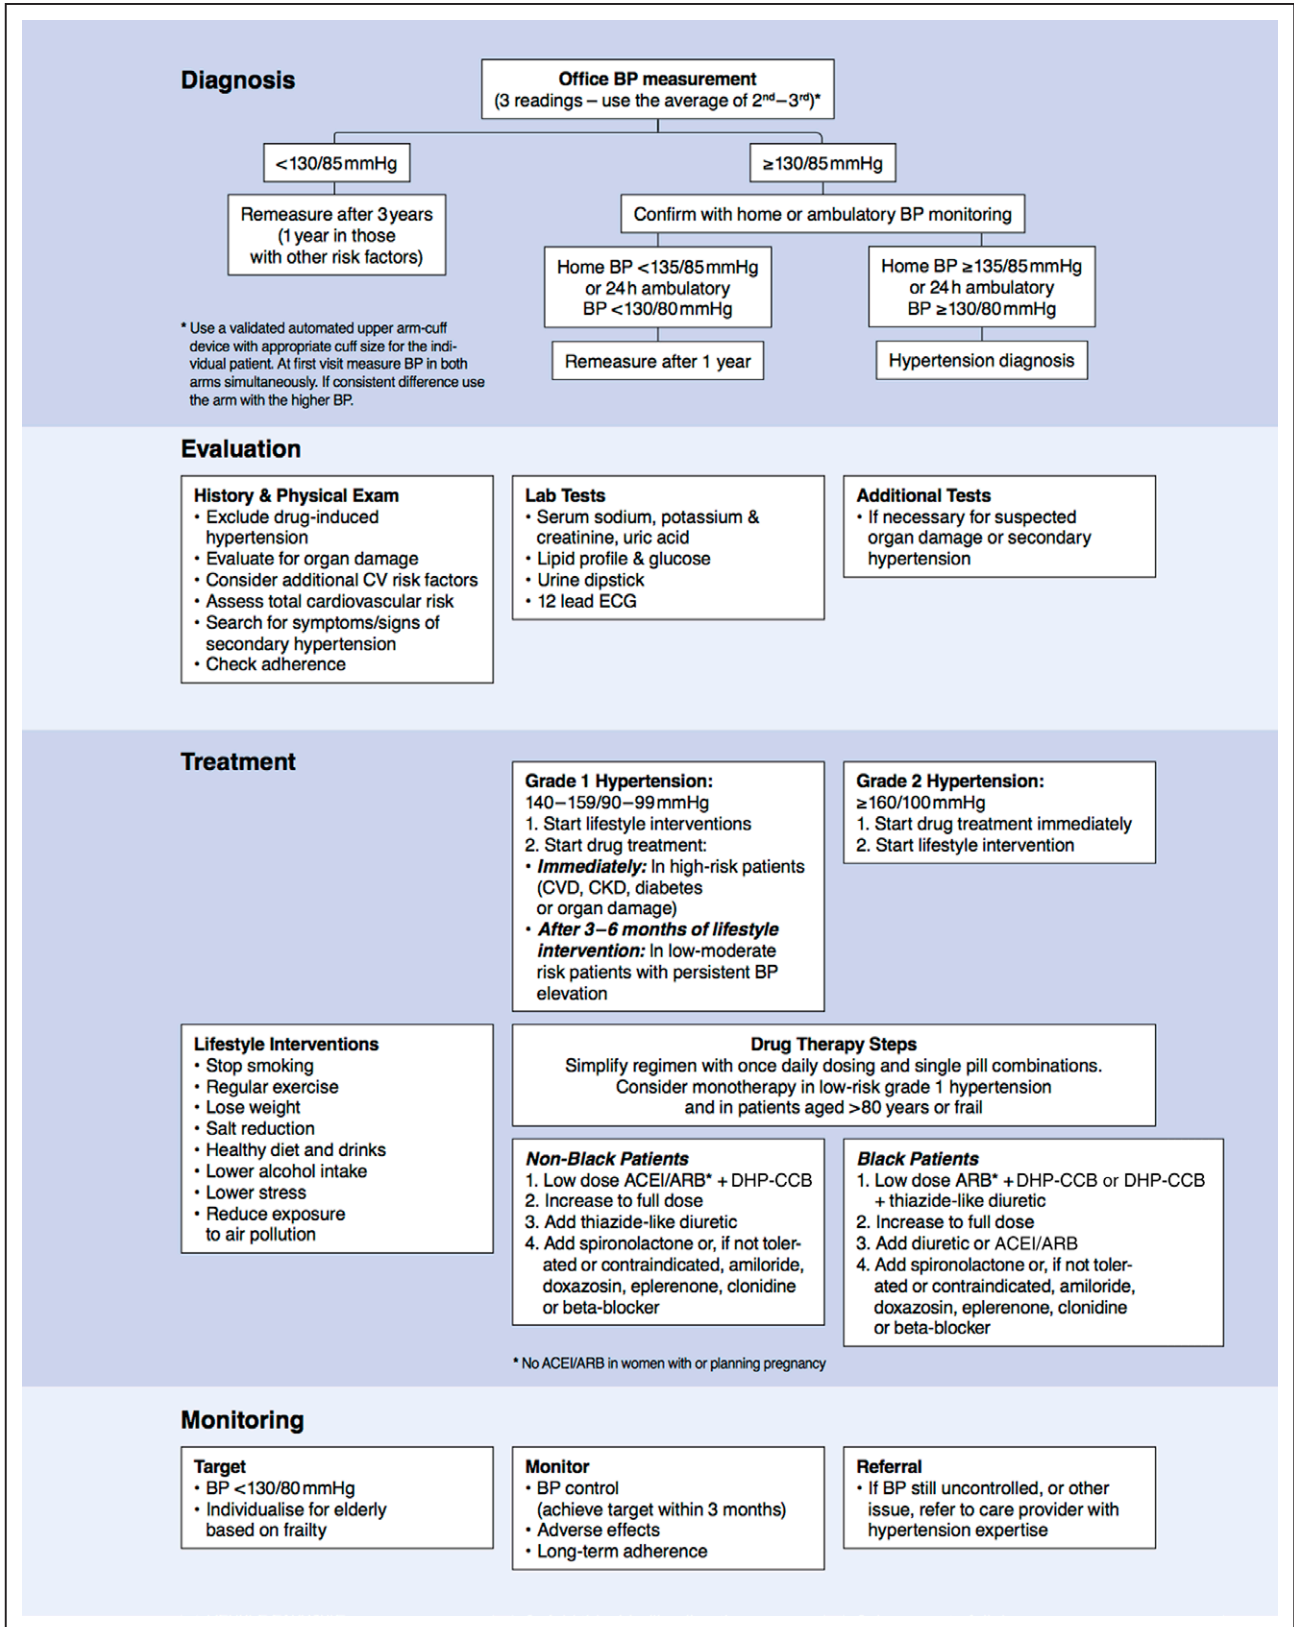 Diagnosis
Office BP measurement
(3 readings – use the average of 2nd–3rd)*
<130/85 mmHg
≥130/85 mmHg
Remeasure after 3 years
(1 year in those
with other risk factors)
Confirm with home or ambulatory BP monitoring
Home BP <135/85 mmHg
or 24 h ambulatory
BP <130/80 mmHg
Home BP ≥135/85 mmHg
or 24 h ambulatory
BP ≥130/80 mmHg
Remeasure after 1 year
Hypertension diagnosis
* Use a validated automated upper arm-cuff
device with appropriate cuff size for the indi-
vidual patient. At first visit measure BP in both
arms simultaneously. If consistent difference use
the arm with the higher BP.
Evaluation
History & Physical Exam
• Exclude drug-induced
hypertension
• Evaluate for organ damage
• Consider additional CV risk factors
• Assess total cardiovascular risk
• Search for symptoms/signs of
secondary hypertension
• Check adherence
Lab Tests
• Serum sodium, potassium &
creatinine, uric acid
• Lipid profile & glucose
• Urine dipstick
• 12 lead ECG
Additional Tests
• If necessary for suspected
organ damage or secondary
hypertension
Treatment
Grade 1 Hypertension:
140–159/90–99 mmHg
1. Start lifestyle interventions
2. Start drug treatment:
• Immediately: In high-risk patients
(CVD, CKD, diabetes
or organ damage)
• After 3–6 months of lifestyle
intervention: In low-moderate
risk patients with persistent BP
elevation
Grade 2 Hypertension:
≥160/100 mmHg
1. Start drug treatment immediately
2. Start lifestyle intervention
Lifestyle Interventions
• Stop smoking
• Regular exercise
• Lose weight
• Salt reduction
• Healthy diet and drinks
• Lower alcohol intake
• Lower stress
• Reduce exposure
to air pollution
Drug Therapy Steps
Simplify regimen with once daily dosing and single pill combinations.
Consider monotherapy in low-risk grade 1 hypertension
and in patients aged >80 years or frail
Non-Black Patients
1. Low dose ACEI/ARB* + DHP-CCB
2. Increase to full dose
3. Add thiazide-like diuretic
4. Add spironolactone or, if not toler-
ated or contraindicated, amiloride,
doxazosin, eplerenone, clonidine
or beta-blocker
Black Patients
1. Low dose ARB* + DHP-CCB or DHP-CCB
+ thiazide-like diuretic
2. Increase to full dose
3. Add diuretic or ACEI/ARB
4. Add spironolactone or, if not toler-
ated or contraindicated, amiloride,
doxazosin, eplerenone, clonidine
or beta-blocker
* No ACEI/ARB in women with or planning pregnancy
Monitoring
Target
• BP <130/80 mmHg
• Individualise for elderly
based on frailty
Monitor
• BP control
(achieve target within 3 months)
• Adverse effects
• Long-term adherence
Referral
• If BP still uncontrolled, or other
issue, refer to care provider with
hypertension expertise